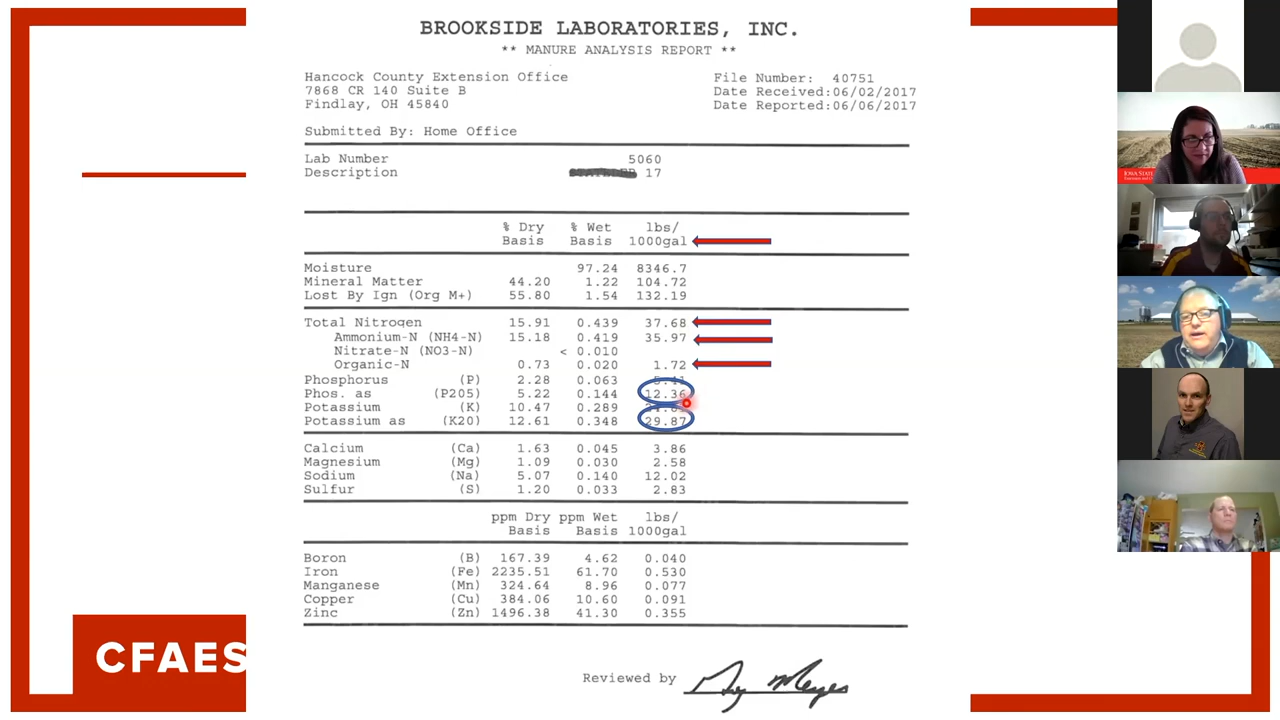 BROOKSIDE LABORATORIES, INC.
** MANURE ANALYSIS REPORT **
Hancock County Extension Office File Number: 40751
7868 CR 140 Suite B Date Received:06/02/2017
Findlay, OH 45840 Date Reported:06/06/2017
Submitted By: Home Office
Lab Number 5060
Description 17
% Dry % Wet lbs/
Basis Basis 1000gal
Moisture 97.24 8346.7
Mineral Matter 44.20 1.22 104.72
Lost By Ign (Org M+) 55.80 1.54 132.19
Total Nitrogen 15.91 0.439 37.68
Ammonium-N (NH4-N) 15.18 0.419 35.97
Nitrate-N (NO3-N) < 0.010
Organic-N 0.73 0.020 1.72
Phosphorus (P) 2.28 0.063
Phos. as (P205) 5.22 0.144 12.36
Potassium (K) 10.47 0.289
Potassium as (K20) 12.61 0.348 29.87
Calcium (Ca) 1.63 0.045 3.86
Magnesium (Mg) 1.09 0.030 2.58
Sodium (Na) 5.07 0.140 12.02
Sulfur (S) 1.20 0.033 2.83
ppm Dry ppm Wet lbs/
Basis Basis 1000gal
Boron (B) 167.39 4.62 0.040
Iron (Fe) 2235.51 61.70 0.530
Manganese (Mn) 324.64 8.96 0.077
Copper (Cu) 384.06 10.60 0.091
Zinc (Zn) 1496.38 41.30 0.355
Reviewed by
CFAES
IOWA STATE